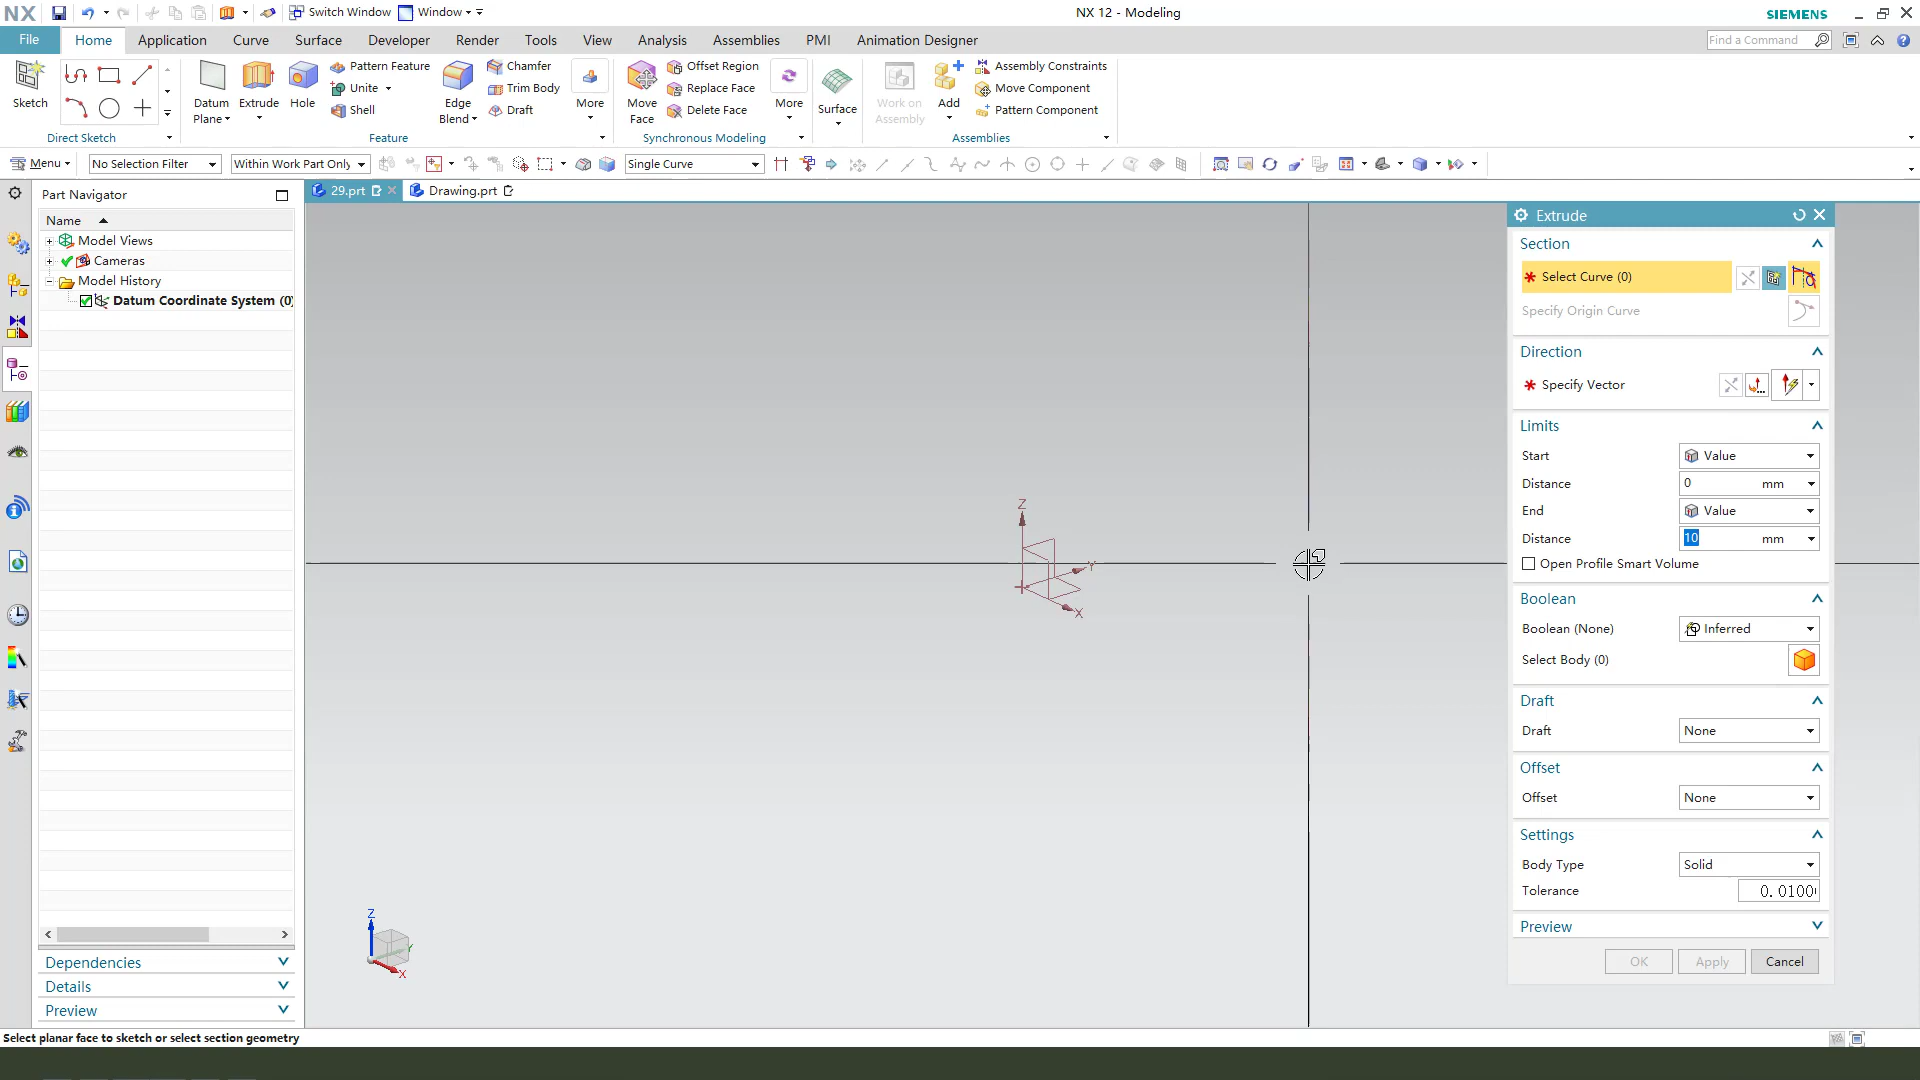 NX
Switch Window
Window
NX 12 - Modeling
SIEMENS
File
Home
Application
Curve
Surface
Developer
Render
Tools
View
Analysis
Assemblies
PMI
Animation Designer
Find a Command
Sketch
Direct Sketch
Datum Plane
Extrude
Hole
Pattern Feature
Unite
Shell
Edge Blend
Chamfer
Trim Body
Draft
More
Feature
Move Face
Offset Region
Replace Face
Delete Face
More
Synchronous Modeling
Surface
Work on Assembly
Add
Assembly Constraints
Move Component
Pattern Component
Assemblies
Menu
No Selection Filter
Within Work Part Only
Single Curve
Part Navigator
29.prt
Drawing.prt
Name
Model Views
Cameras
Model History
Datum Coordinate System (0)
Z
Y
X
Z
Y
X
Extrude
Section
* Select Curve (0)
Specify Origin Curve
Direction
* Specify Vector
Limits
Start
Value
Distance
0 mm
End
Value
Distance
10 mm
Open Profile Smart Volume
Boolean
Boolean (None)
Inferred
Select Body (0)
Draft
Draft
None
Offset
Offset
None
Settings
Body Type
Solid
Tolerance
0.0100
Preview
OK
Apply
Cancel
Dependencies
Details
Preview
Select planar face to sketch or select section geometry